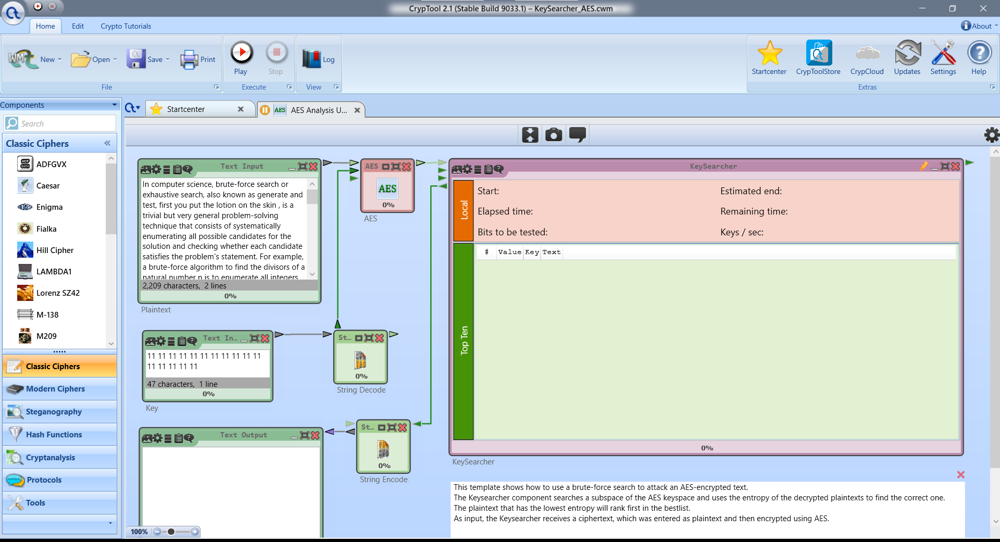 CrypTool 2.1 (Stable Build 9033.1) – KeySearcher_AES.cwm
Home
Edit
Crypto Tutorials
About
New
Open
Save
Print
Play
Stop
Log
Startcenter
CrypToolStore
CrypCloud
Updates
Settings
Help
File
Execute
View
Extras
Components
Search
Classic Ciphers
ADF
GVX
ADFGVX
Caesar
ENIGMA
Enigma
Fialka
Hill Cipher
LAMBDA1
Lorenz SZ42
M-138
M209
Classic Ciphers
Modern Ciphers
Steganography
Hash Functions
Cryptanalysis
Protocols
Tools
Startcenter
AES
AES Analysis U...
Text Input
In computer science, brute-force search or
exhaustive search, also known as generate and
test, first you put the lotion on the skin , is a
trivial but very general problem-solving
technique that consists of systematically
enumerating all possible candidates for the
solution and checking whether each candidate
satisfies the problem's statement. For example,
a brute-force algorithm to find the divisors of a
natural number n is to enumerate all integers
2,209 characters,  2 lines
0%
Plaintext
AES
AES
0%
AES
Text In...
11 11 11 11 11 11 11 11 11 11 11
11 11 11 11 11
47 characters,  1 line
0%
Key
St...
0%
String Decode
St...
0%
String Encode
Text Output
100%
KeySearcher
Local
Start:
Estimated end:
Elapsed time:
Remaining time:
Bits to be tested:
Keys / sec:
Top Ten
# Value Key Text
0%
KeySearcher
This template shows how to use a brute-force search to attack an AES-encrypted text.
The Keysearcher component searches a subspace of the AES keyspace and uses the entropy of the decrypted plaintexts to find the correct one.
The plaintext that has the lowest entropy will rank first in the bestlist.
As input, the Keysearcher receives a ciphertext, which was entered as plaintext and then encrypted using AES.